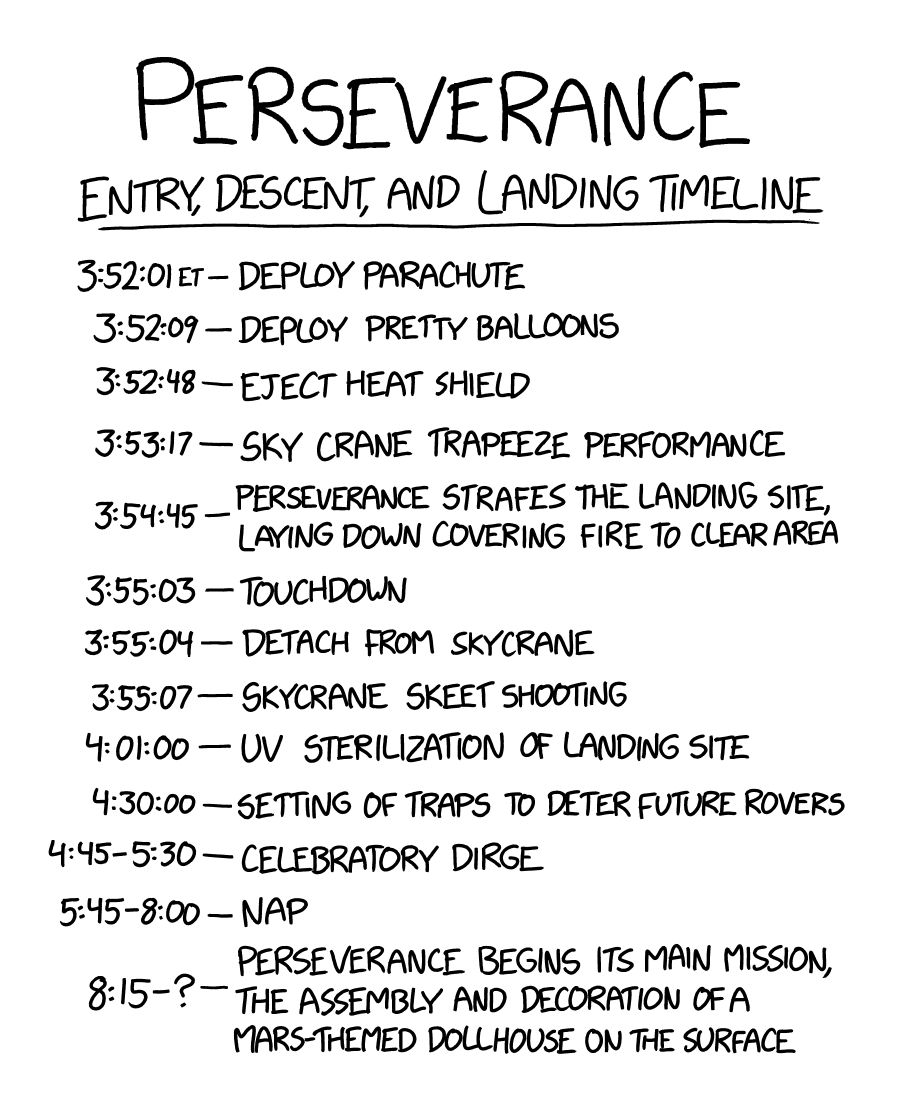 PERSEVERANCE
ENTRY, DESCENT, AND LANDING TIMELINE
3:52:01 ET — DEPLOY PARACHUTE
3:52:09 — DEPLOY PRETTY BALLOONS
3:52:48 — EJECT HEAT SHIELD
3:53:17 — SKY CRANE TRAPEEZE PERFORMANCE
3:54:45 — PERSEVERANCE STRAFES THE LANDING SITE,
LAYING DOWN COVERING FIRE TO CLEAR AREA
3:55:03 — TOUCHDOWN
3:55:04 — DETACH FROM SKYCRANE
3:55:07 — SKYCRANE SKEET SHOOTING
4:01:00 — UV STERILIZATION OF LANDING SITE
4:30:00 — SETTING OF TRAPS TO DETER FUTURE ROVERS
4:45-5:30 — CELEBRATORY DIRGE
5:45-8:00 — NAP
8:15-? — PERSEVERANCE BEGINS ITS MAIN MISSION,
THE ASSEMBLY AND DECORATION OF A
MARS-THEMED DOLLHOUSE ON THE SURFACE